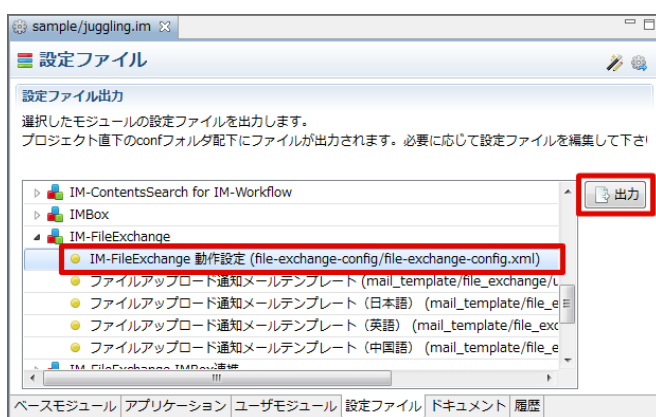 sample/juggling.im
設定ファイル
設定ファイル出力
選択したモジュールの設定ファイルを出力します。
プロジェクト直下のconfフォルダ配下にファイルが出力されます。必要に応じて設定ファイルを編集して下さ
IM-ContentsSearch for IM-Workflow
出力
IMBox
IM-FileExchange
IM-FileExchange 動作設定 (file-exchange-config/file-exchange-config.xml)
ファイルアップロード通知メールテンプレート (mail_template/file_exchange/u
ファイルアップロード通知メールテンプレート（日本語） (mail_template/file_e
ファイルアップロード通知メールテンプレート（英語） (mail_template/file_exc
ファイルアップロード通知メールテンプレート（中国語） (mail_template/file_e
IM-FileExchange IMBox連携
ベースモジュール アプリケーション ユーザモジュール 設定ファイル ドキュメント 履歴